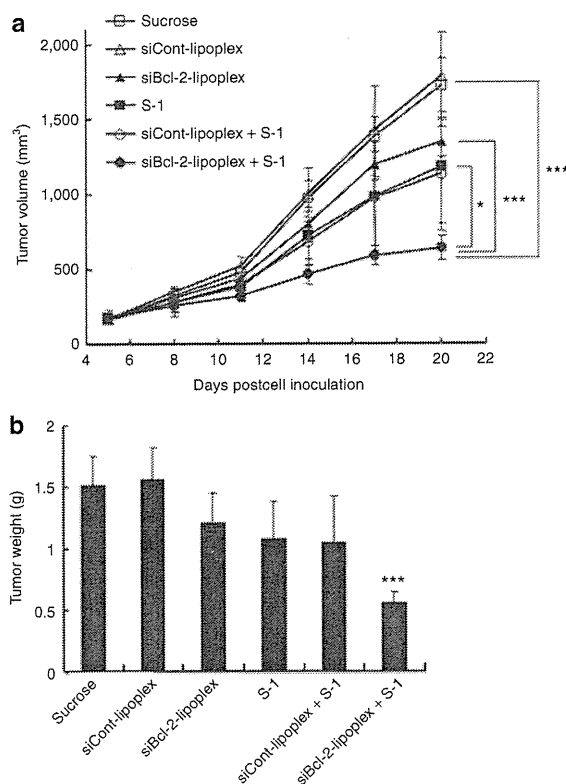 a
Sucrose
siCont-lipoplex
siBcl-2-lipoplex
S-1
siCont-lipoplex + S-1
siBcl-2-lipoplex + S-1
Tumor volume (mm³)
2,000
1,500
1,000
500
0
4 6 8 10 12 14 16 18 20 22
Days postcell inoculation
*
***
***
b
Tumor weight (g)
2
1.5
1
0.5
0
***
Sucrose
siCont-lipoplex
siBcl-2-lipoplex
S-1
siCont-lipoplex + S-1
siBcl-2-lipoplex + S-1